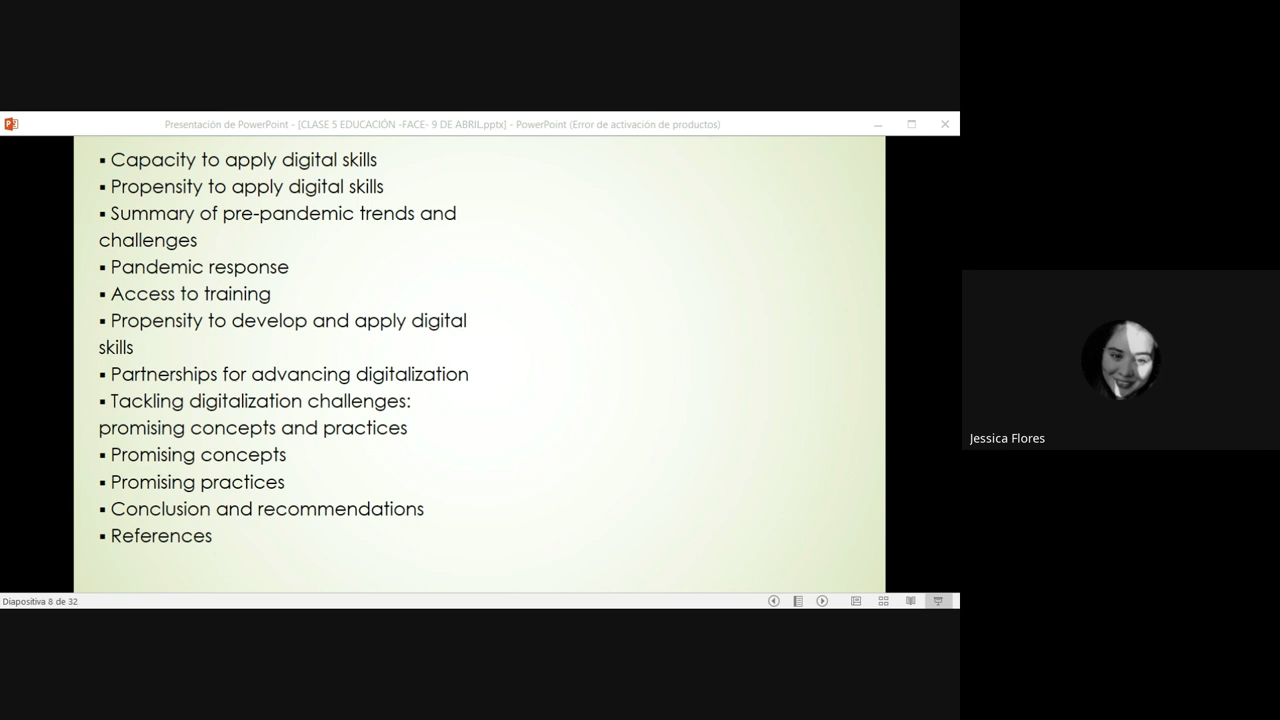 Presentación de PowerPoint - [CLASE 5 EDUCACIÓN -FACE- 9 DE ABRIL.pptx] - PowerPoint (Error de activación de productos)
▪ Capacity to apply digital skills
▪ Propensity to apply digital skills
▪ Summary of pre-pandemic trends and
challenges
▪ Pandemic response
▪ Access to training
▪ Propensity to develop and apply digital
skills
▪ Partnerships for advancing digitalization
▪ Tackling digitalization challenges:
promising concepts and practices
▪ Promising concepts
▪ Promising practices
▪ Conclusion and recommendations
▪ References
Diapositiva 8 de 32
Jessica Flores